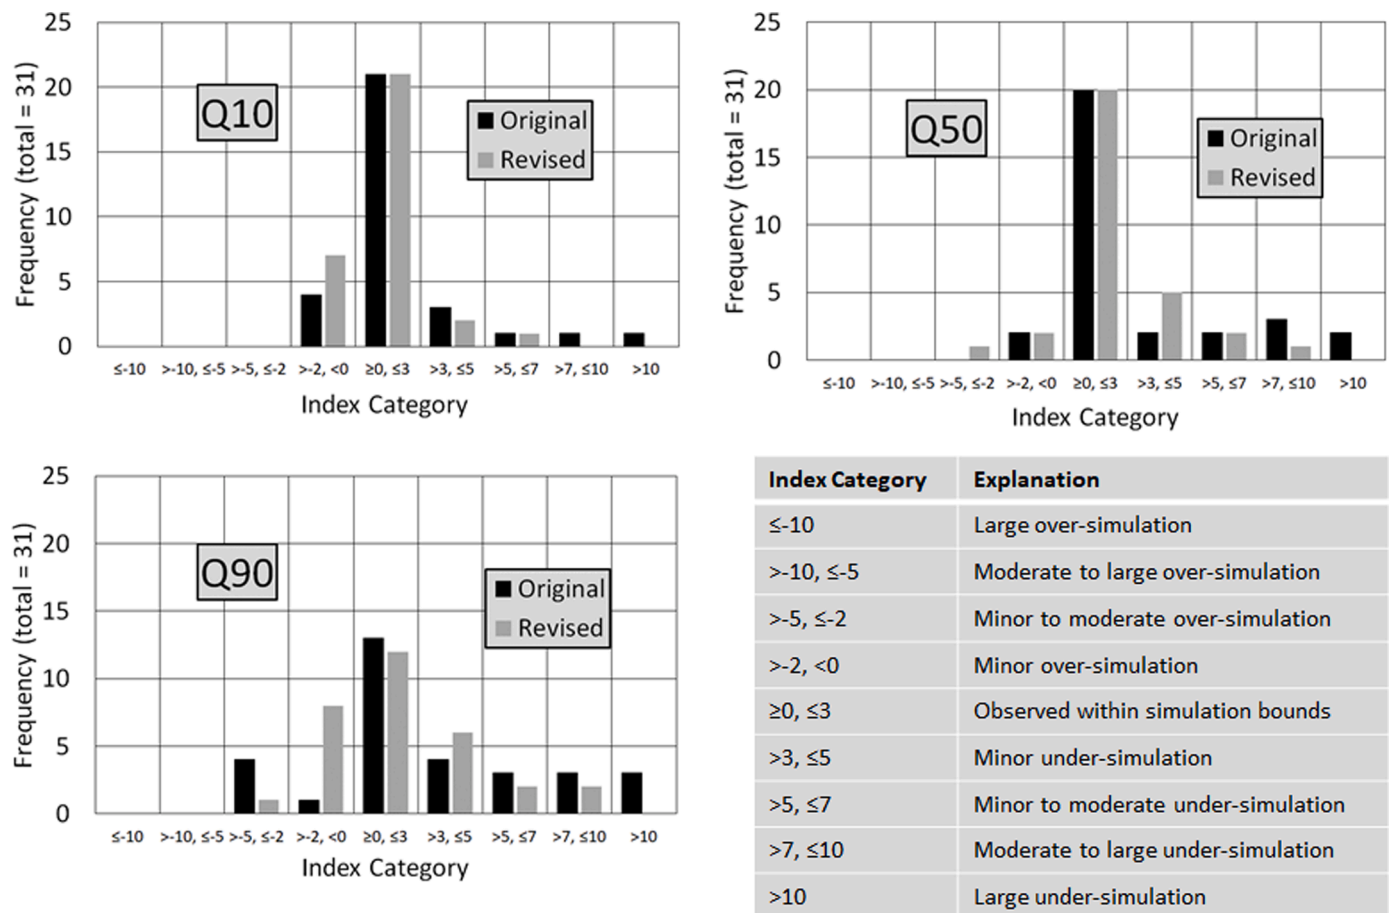 25
20
15
10
5
0
Frequency (total = 31)
Q10
Original
Revised
≤-10 >-10, ≤-5 >-5, ≤-2 >-2, <0 ≥0, ≤3 >3, ≤5 >5, ≤7 >7, ≤10 >10
Index Category
25
20
15
10
5
0
Frequency (total = 31)
Q50
Original
Revised
≤-10 >-10, ≤-5 >-5, ≤-2 >-2, <0 ≥0, ≤3 >3, ≤5 >5, ≤7 >7, ≤10 >10
Index Category
25
20
15
10
5
0
Frequency (total = 31)
Q90
Original
Revised
≤-10 >-10, ≤-5 >-5, ≤-2 >-2, <0 ≥0, ≤3 >3, ≤5 >5, ≤7 >7, ≤10 >10
Index Category
Index Category Explanation
≤-10 Large over-simulation
>-10, ≤-5 Moderate to large over-simulation
>-5, ≤-2 Minor to moderate over-simulation
>-2, <0 Minor over-simulation
≥0, ≤3 Observed within simulation bounds
>3, ≤5 Minor under-simulation
>5, ≤7 Minor to moderate under-simulation
>7, ≤10 Moderate to large under-simulation
>10 Large under-simulation